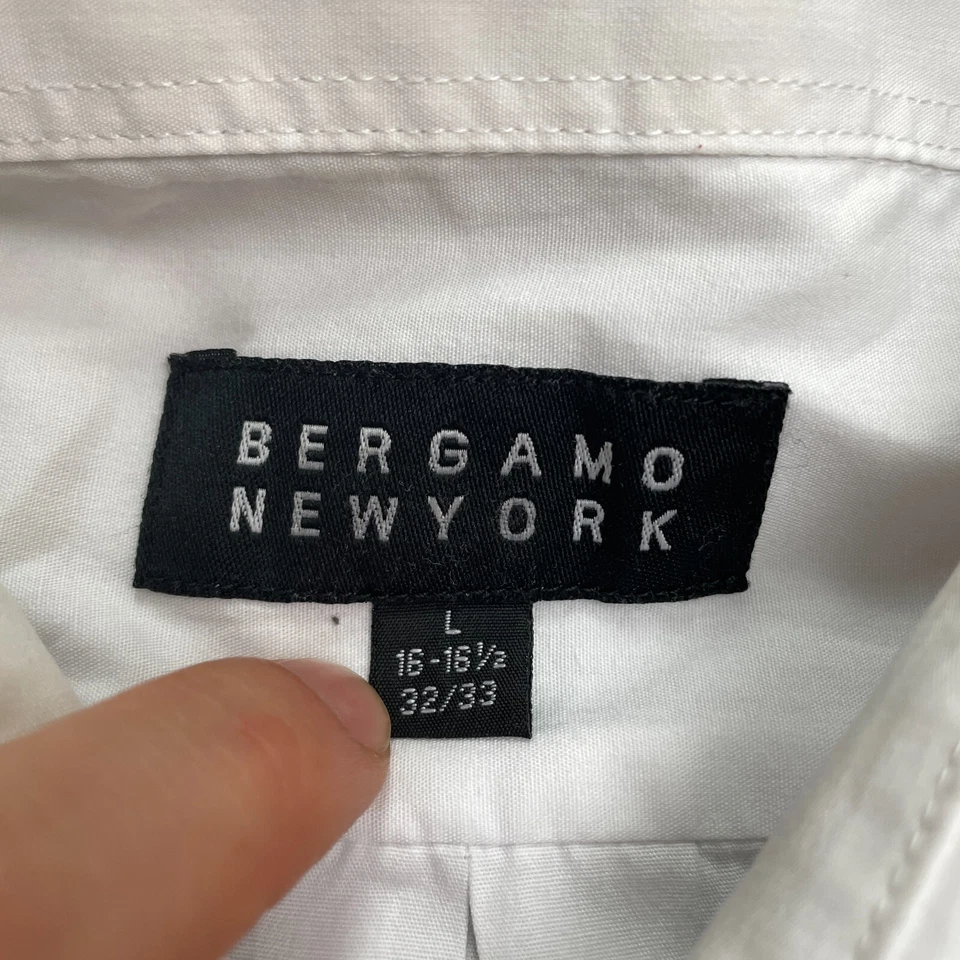 BERGAMO
NEWYORK
L
16-16½
32/33